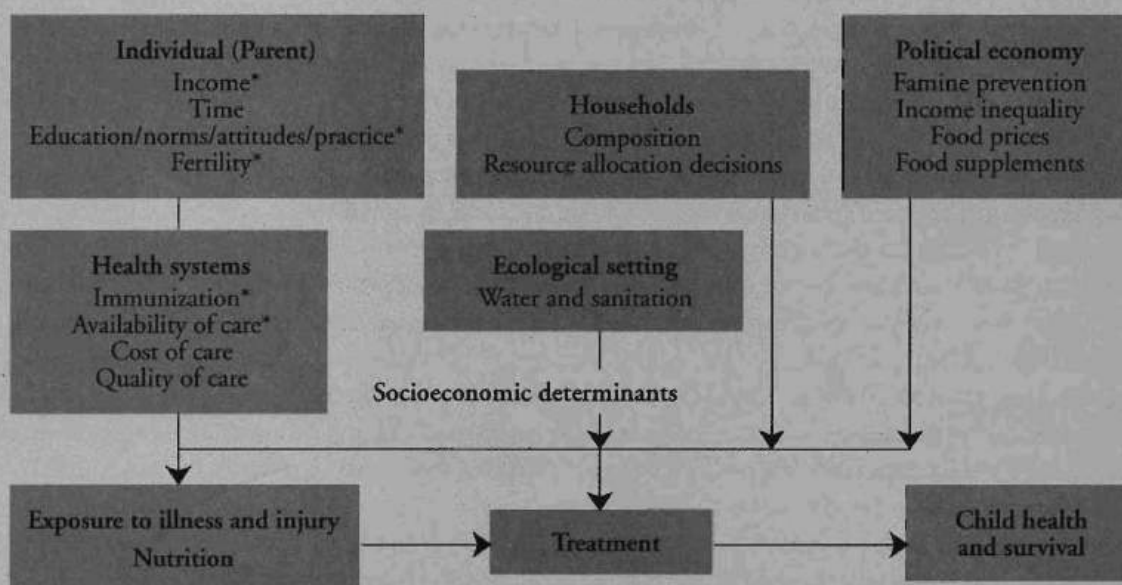 Individual (Parent)
Income*
Time
Education/norms/attitudes/practice*
Fertility*
Households
Composition
Resource allocation decisions
Political economy
Famine prevention
Income inequality
Food prices
Food supplements
Health systems
Immunization*
Availability of care*
Cost of care
Quality of care
Ecological setting
Water and sanitation
Socioeconomic determinants
Exposure to illness and injury
Nutrition
Treatment
Child health
and survival